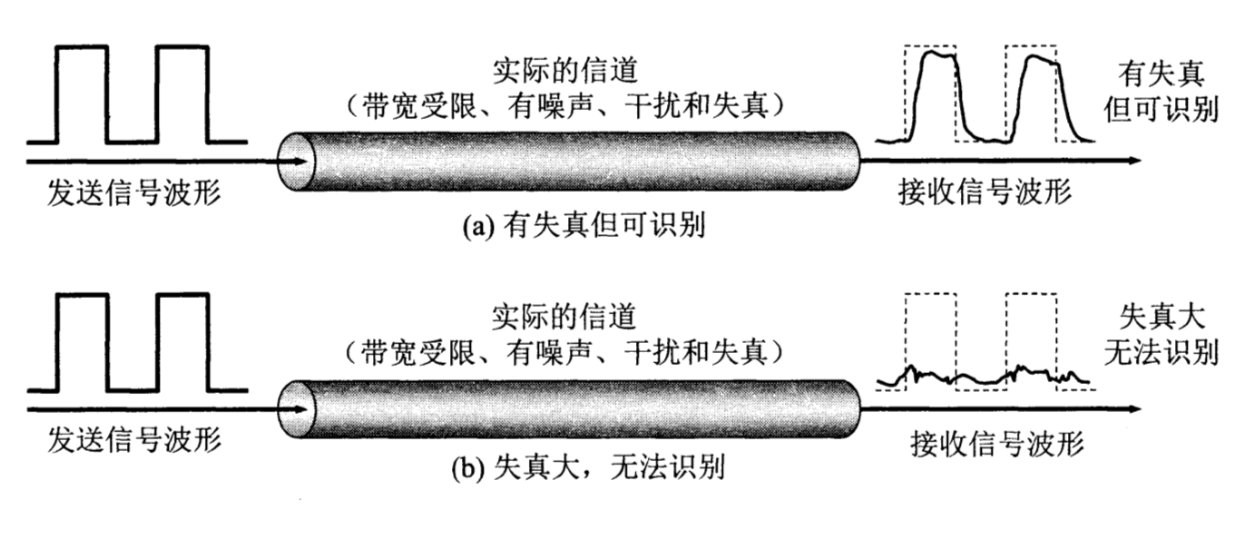 实际的信道
（带宽受限、有噪声、干扰和失真）
有失真
但可识别
发送信号波形
接收信号波形
(a) 有失真但可识别
实际的信道
（带宽受限、有噪声、干扰和失真）
失真大
无法识别
发送信号波形
接收信号波形
(b) 失真大，无法识别